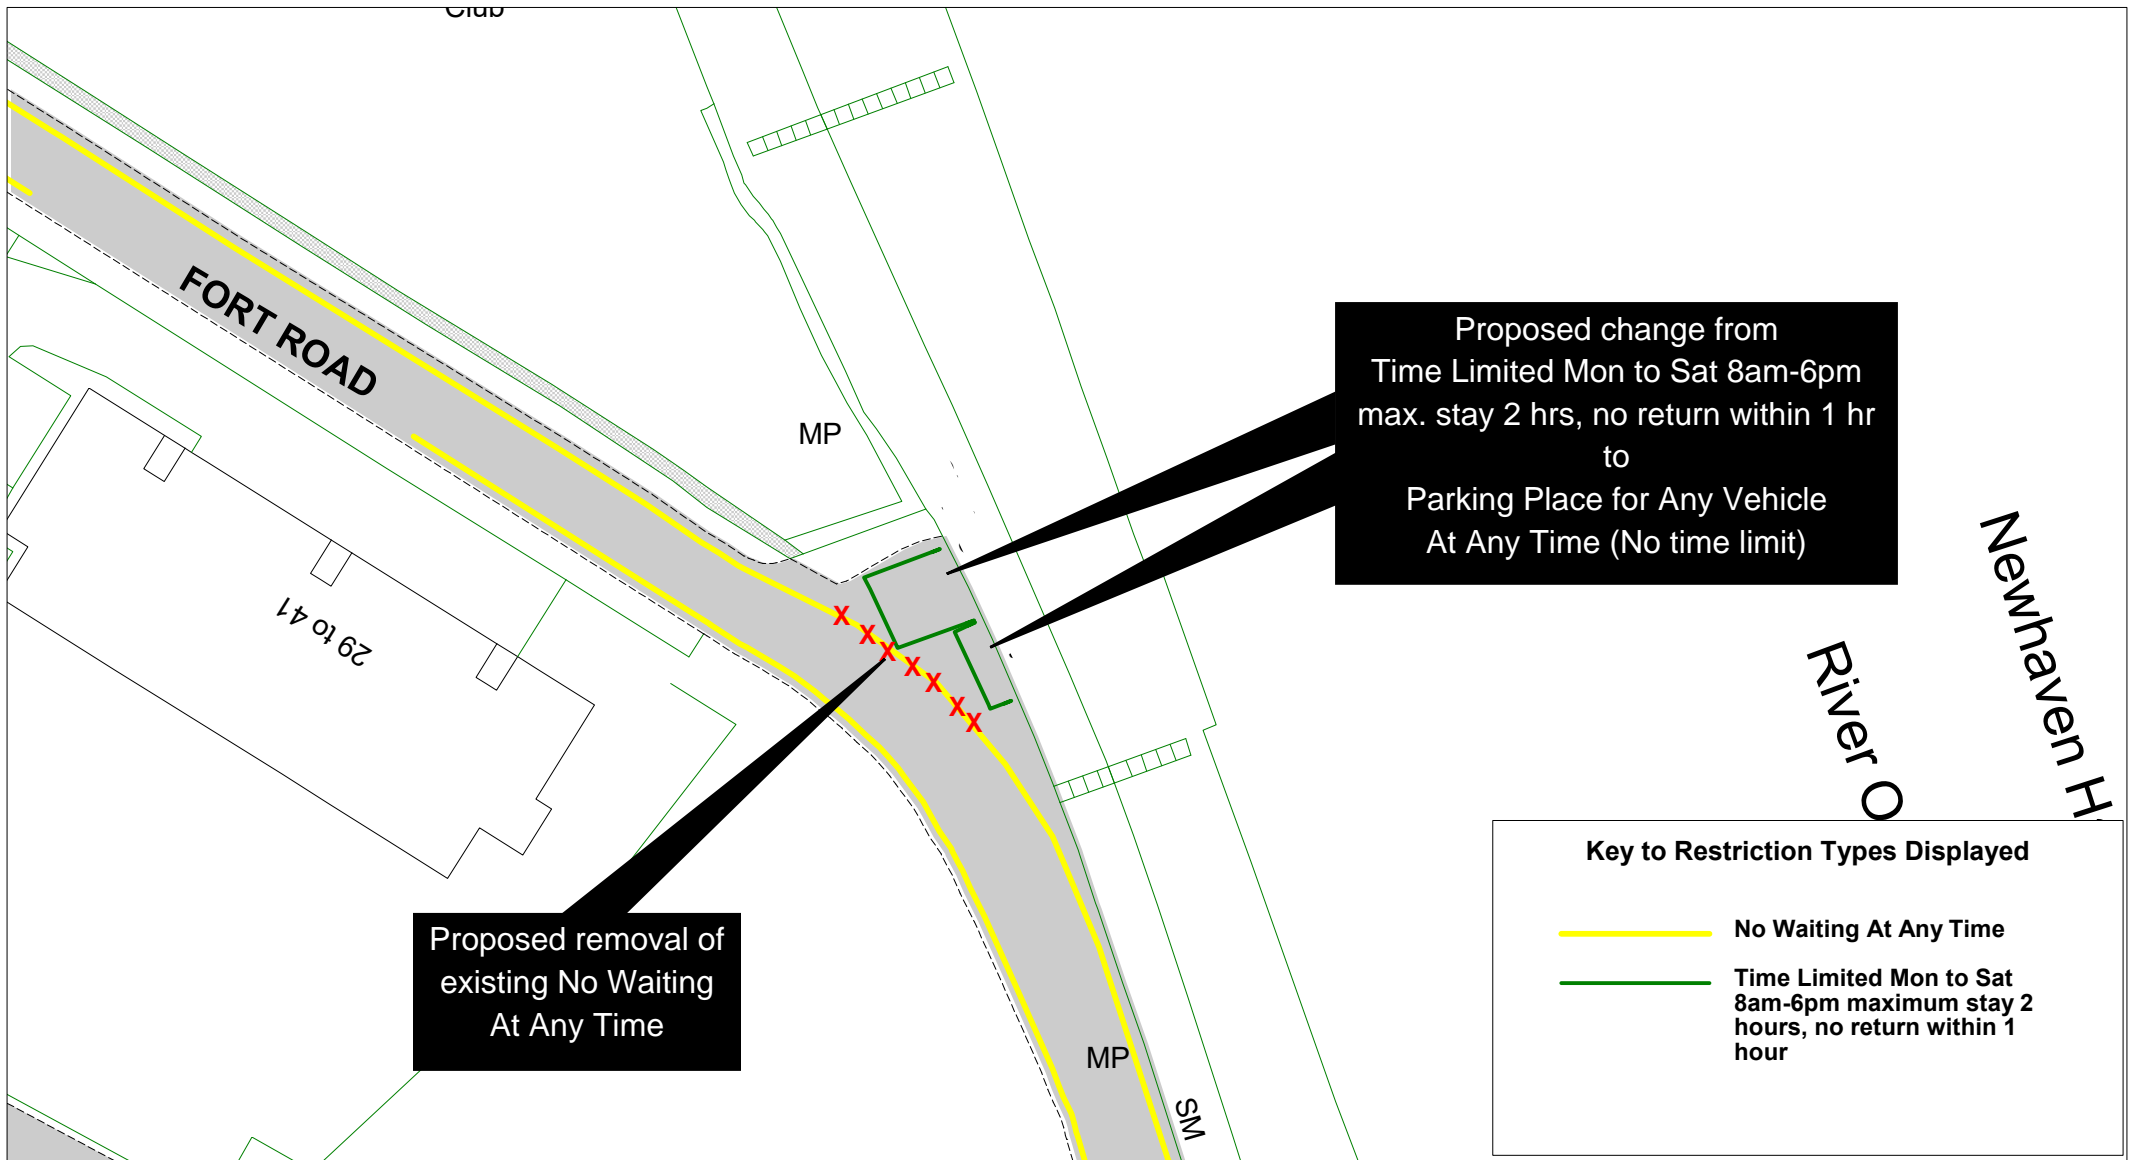 Club
FORT ROAD
MP
Proposed change from
Time Limited Mon to Sat 8am-6pm
max. stay 2 hrs, no return within 1 hr
to
Parking Place for Any Vehicle
At Any Time (No time limit)
29 to 41
X
X
X
X
X
X
X
Newhaven H
River O
Proposed removal of
existing No Waiting
At Any Time
MP
SM
Key to Restriction Types Displayed
No Waiting At Any Time
Time Limited Mon to Sat
8am-6pm maximum stay 2
hours, no return within 1
hour